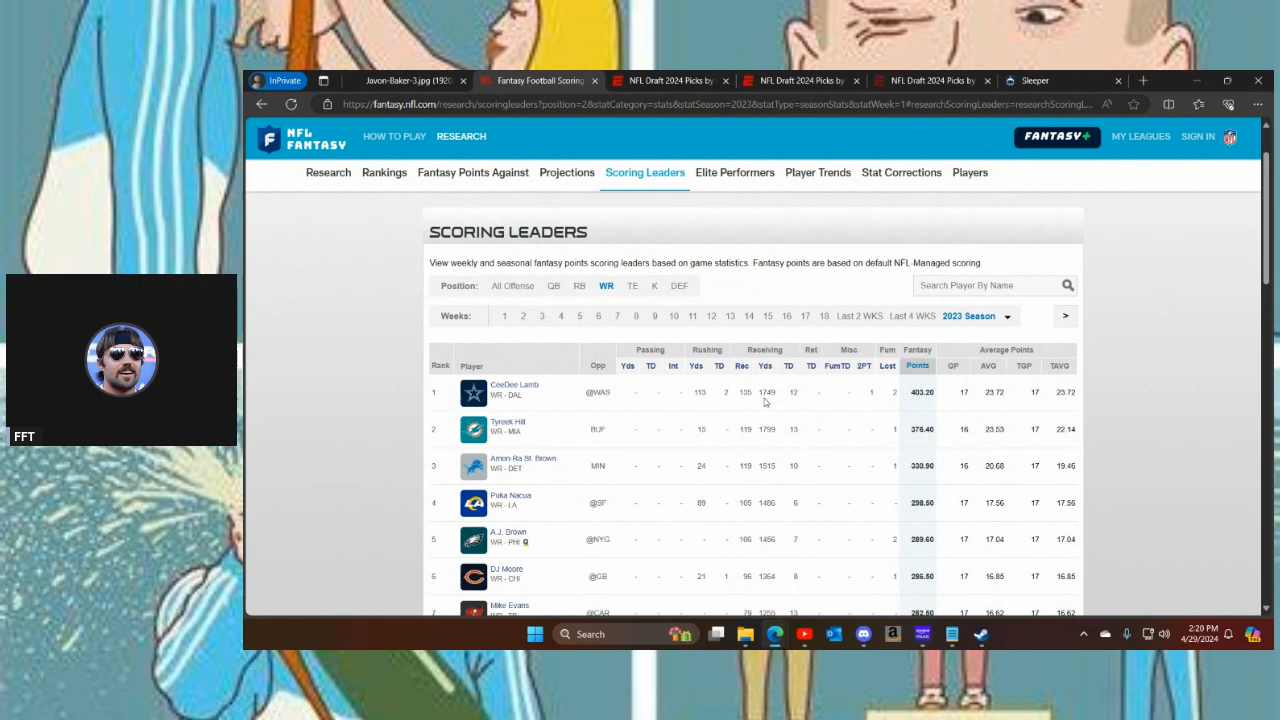 InPrivate
Javon-Baker-3.jpg (1920
Fantasy Football Scoring
NFL Draft 2024 Picks by
NFL Draft 2024 Picks by
NFL Draft 2024 Picks by
Sleeper
https://fantasy.nfl.com/research/scoringleaders?position=2&statCategory=stats&statSeason=2023&statType=seasonStats&statWeek=1#researchScoringLeaders=researchScoringL...
NFL FANTASY
HOW TO PLAY RESEARCH
FANTASY+ MY LEAGUES SIGN IN
Research Rankings Fantasy Points Against Projections Scoring Leaders Elite Performers Player Trends Stat Corrections Players
SCORING LEADERS
View weekly and seasonal fantasy points scoring leaders based on game statistics. Fantasy points are based on default NFL-Managed scoring
Position: All Offense QB RB WR TE K DEF Search Player By Name
Weeks: 1 2 3 4 5 6 7 8 9 10 11 12 13 14 15 16 17 18 Last 2 WKS Last 4 WKS 2023 Season >
Passing Rushing Receiving Ret Misc Fum Fantasy Average Points
Rank Player Opp Yds TD Int Yds TD Rec Yds TD TD FumTD 2PT Lost Points GP AVG TGP TAVG
1 CeeDee Lamb WR - DAL @WAS - - - 113 2 135 1749 12 - - 1 2 403.20 17 23.72 17 23.72
2 Tyreek Hill WR - MIA BUF - - - 15 - 119 1799 13 - - - 1 376.40 16 23.53 17 22.14
3 Amon-Ra St. Brown WR - DET MIN - - - 24 - 119 1515 10 - - - 1 330.90 16 20.68 17 19.46
4 Puka Nacua WR - LA @SF - - - 89 - 105 1486 6 - - - - 298.50 17 17.56 17 17.56
5 A.J. Brown WR - PHI Q @NYG - - - - - 106 1456 7 - - - 2 289.60 17 17.04 17 17.04
6 DJ Moore WR - CHI @GB - - - 21 1 96 1364 8 - - - 1 286.50 17 16.85 17 16.85
7 Mike Evans @CAR - - - - - 79 1255 13 - - - 282.50 17 16.62 17 16.62
FFT
Search
2:20 PM
4/29/2024